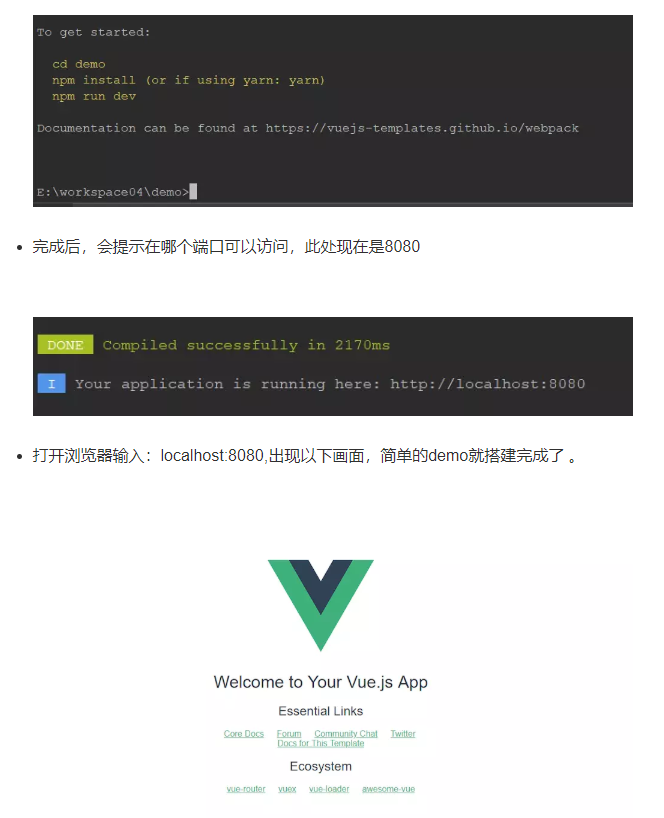 To get started:
cd demo
npm install (or if using yarn: yarn)
npm run dev
Documentation can be found at https://vuejs-templates.github.io/webpack
E:\workspace04\demo>
完成后，会提示在哪个端口可以访问，此处现在是8080
DONE Compiled successfully in 2170ms
I Your application is running here: http://localhost:8080
打开浏览器输入：localhost:8080,出现以下画面，简单的demo就搭建完成了 。
Welcome to Your Vue.js App
Essential Links
Core Docs Forum Community Chat Twitter
Docs for This Template
Ecosystem
vue-router vuex vue-loader awesome-vue